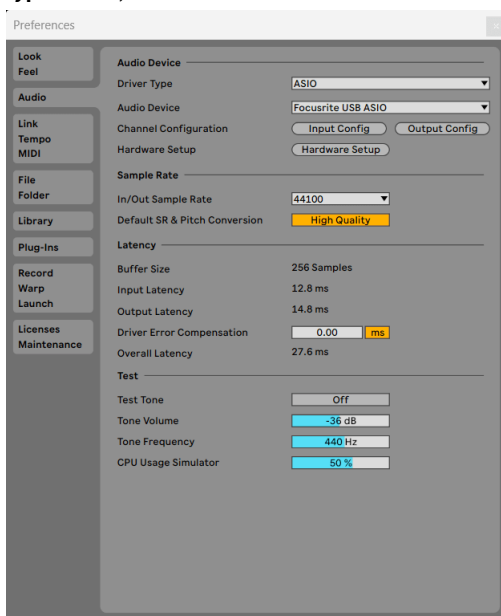 Preferences
Look
Feel
Audio
Link
Tempo
MIDI
File
Folder
Library
Plug-Ins
Record
Warp
Launch
Licenses
Maintenance
Audio Device
Driver Type ASIO
Audio Device Focusrite USB ASIO
Channel Configuration Input Config Output Config
Hardware Setup Hardware Setup
Sample Rate
In/Out Sample Rate 44100
Default SR & Pitch Conversion High Quality
Latency
Buffer Size 256 Samples
Input Latency 12.8 ms
Output Latency 14.8 ms
Driver Error Compensation 0.00 ms
Overall Latency 27.6 ms
Test
Test Tone Off
Tone Volume -36 dB
Tone Frequency 440 Hz
CPU Usage Simulator 50 %